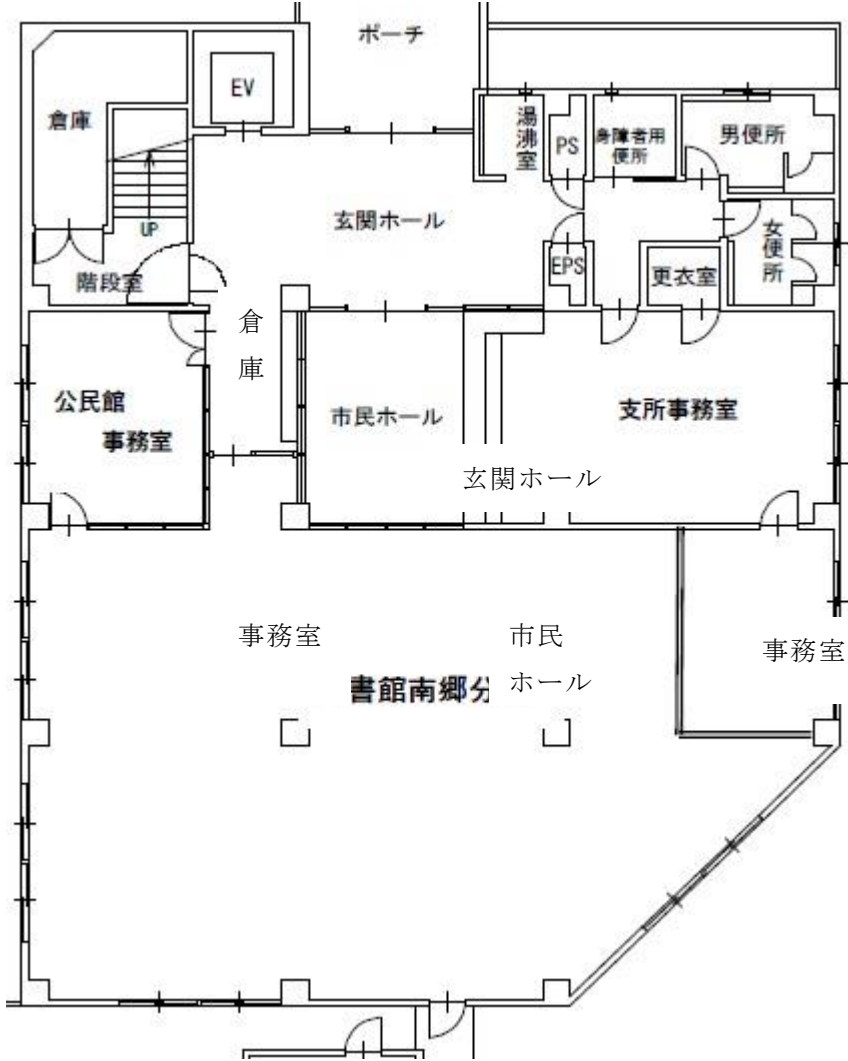 ポーチ
EV
倉庫
湯沸室
PS
身障者用
便所
男便所
玄関ホール
UP
女便所
階段室
EPS
更衣室
倉
庫
公民館
事務室
市民ホール
支所事務室
玄関ホール
事務室
市民
ホール
事務室
書館南郷分